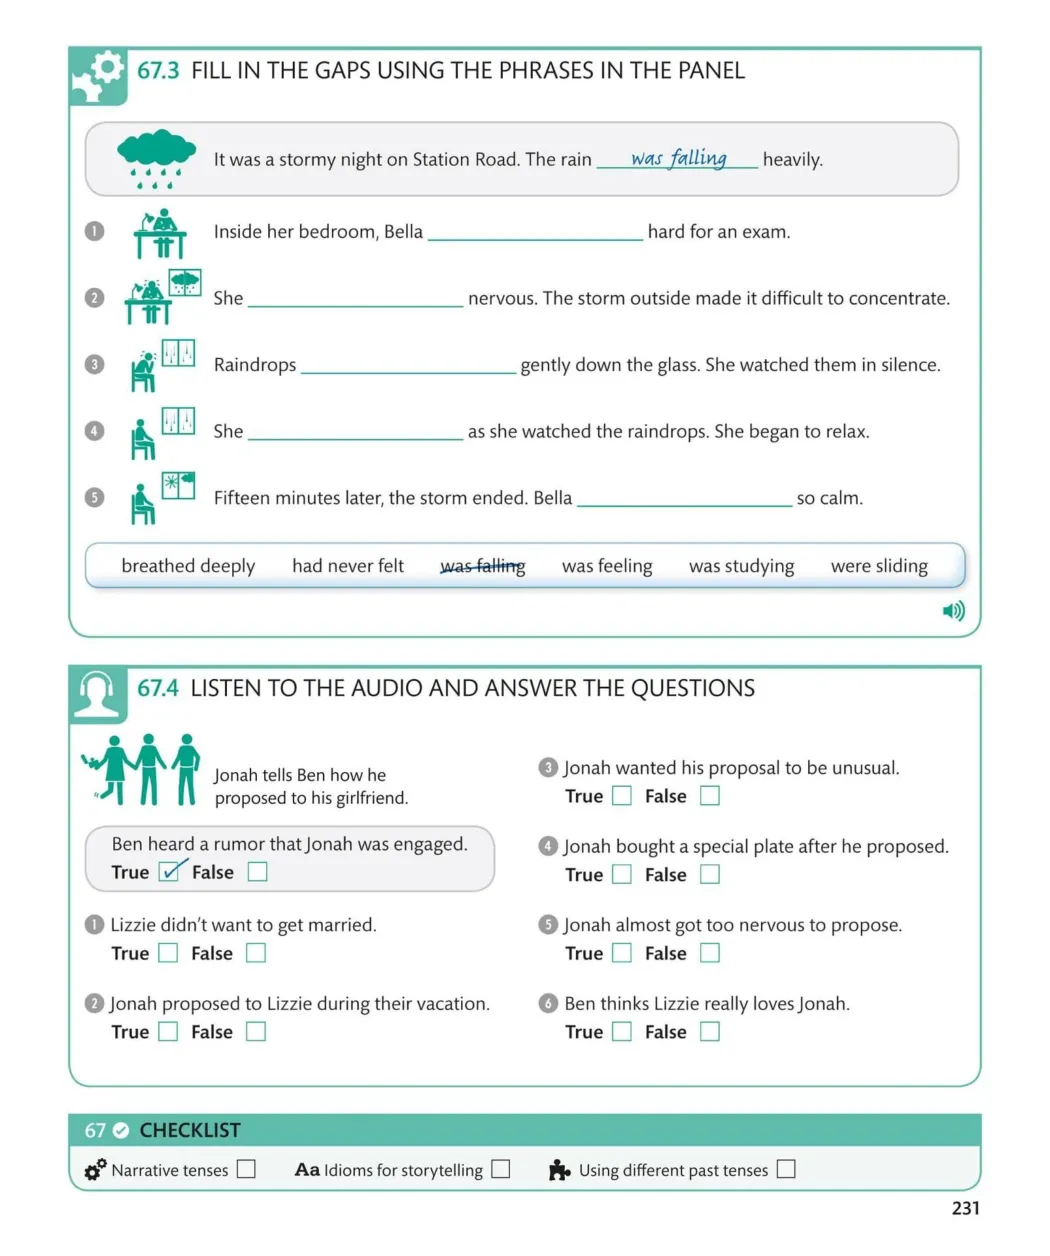 67.3 FILL IN THE GAPS USING THE PHRASES IN THE PANEL
It was a stormy night on Station Road. The rain was falling heavily.
1 Inside her bedroom, Bella ____ hard for an exam.
2 She ____ nervous. The storm outside made it difficult to concentrate.
3 Raindrops ____ gently down the glass. She watched them in silence.
4 She ____ as she watched the raindrops. She began to relax.
5 Fifteen minutes later, the storm ended. Bella ____ so calm.
breathed deeply had never felt was falling was feeling was studying were sliding
67.4 LISTEN TO THE AUDIO AND ANSWER THE QUESTIONS
Jonah tells Ben how he
proposed to his girlfriend.
Ben heard a rumor that Jonah was engaged.
True ✓ False
1 Lizzie didn't want to get married.
True False
2 Jonah proposed to Lizzie during their vacation.
True False
3 Jonah wanted his proposal to be unusual.
True False
4 Jonah bought a special plate after he proposed.
True False
5 Jonah almost got too nervous to propose.
True False
6 Ben thinks Lizzie really loves Jonah.
True False
67 CHECKLIST
Narrative tenses Aa Idioms for storytelling Using different past tenses
231